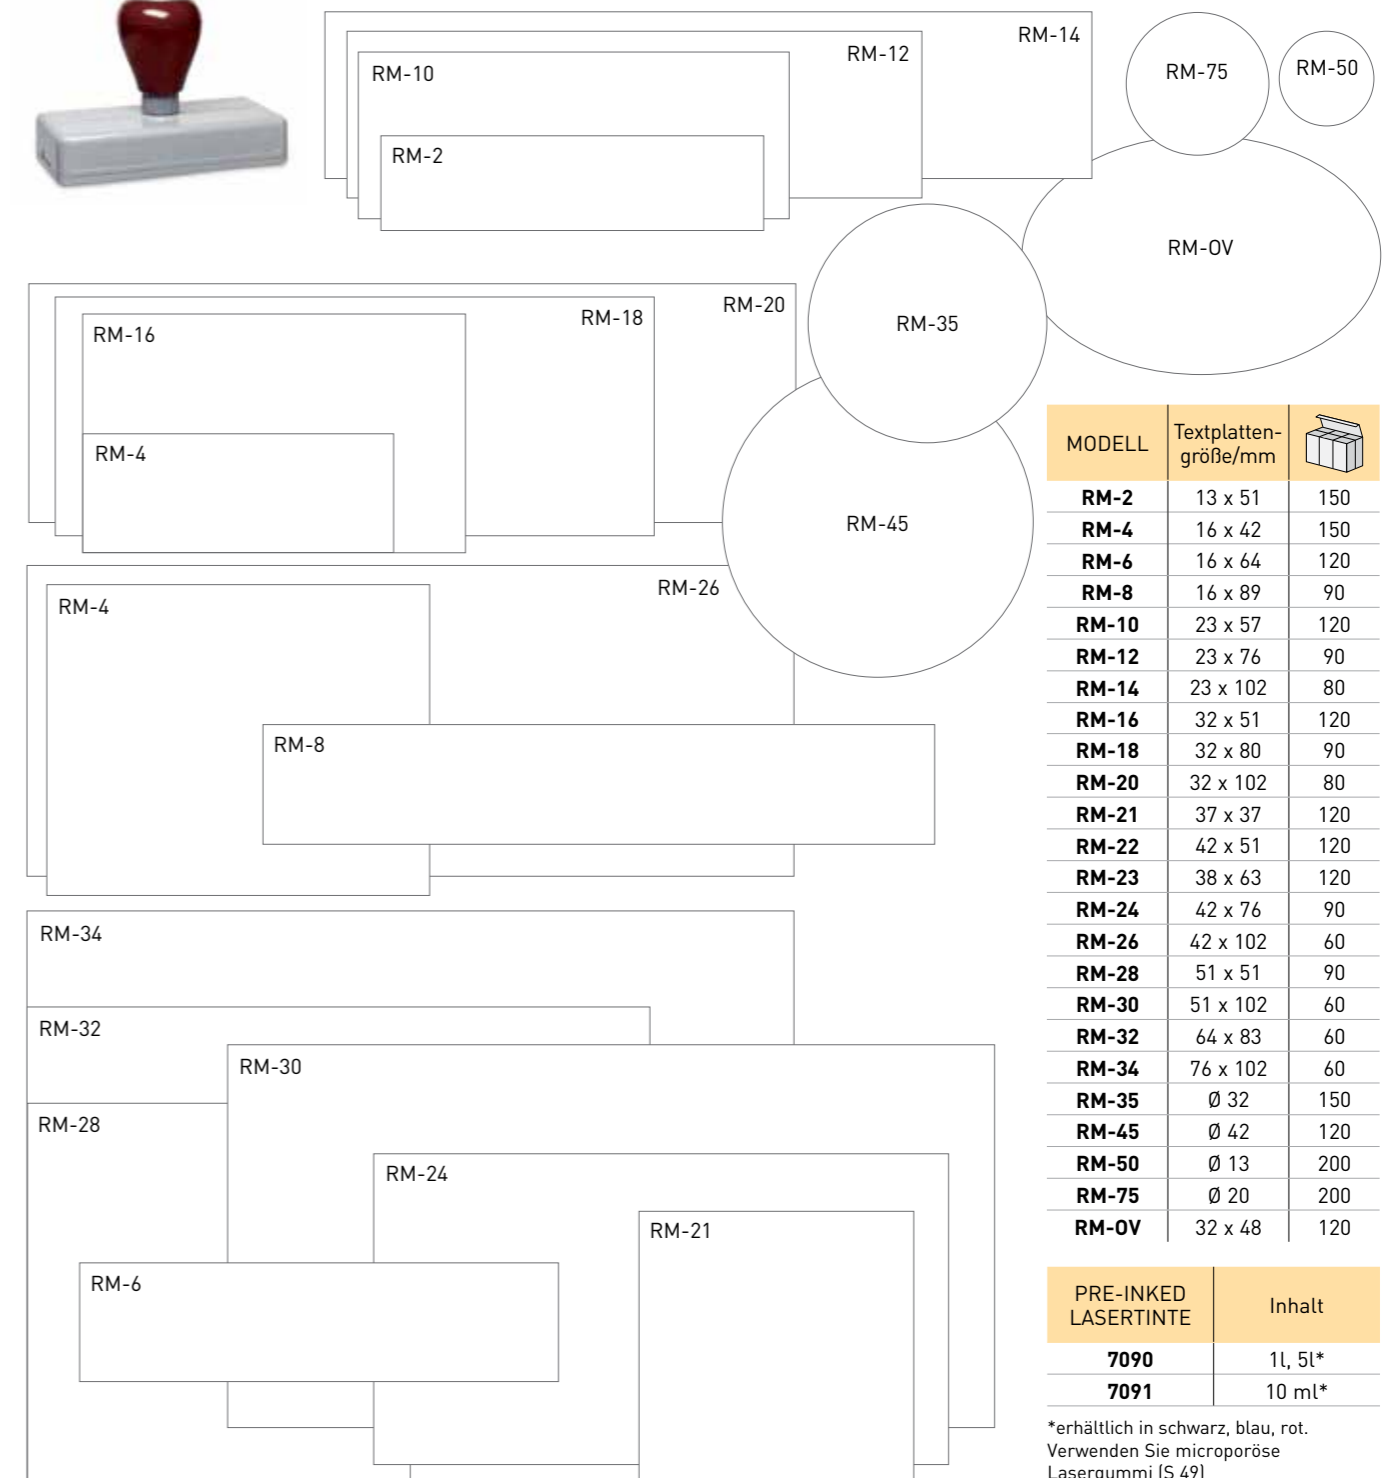 RM-14
RM-12
RM-10
RM-2
RM-75
RM-50
RM-OV
RM-35
RM-20
RM-18
RM-16
RM-4
RM-45
RM-26
RM-4
RM-8
RM-34
RM-32
RM-30
RM-28
RM-24
RM-21
RM-6
MODELL Textplatten-
größe/mm
RM-2 13 x 51 150
RM-4 16 x 42 150
RM-6 16 x 64 120
RM-8 16 x 89 90
RM-10 23 x 57 120
RM-12 23 x 76 90
RM-14 23 x 102 80
RM-16 32 x 51 120
RM-18 32 x 80 90
RM-20 32 x 102 80
RM-21 37 x 37 120
RM-22 42 x 51 120
RM-23 38 x 63 120
RM-24 42 x 76 90
RM-26 42 x 102 60
RM-28 51 x 51 90
RM-30 51 x 102 60
RM-32 64 x 83 60
RM-34 76 x 102 60
RM-35 Ø 32 150
RM-45 Ø 42 120
RM-50 Ø 13 200
RM-75 Ø 20 200
RM-OV 32 x 48 120
PRE-INKED
LASERTINTE Inhalt
7090 1l, 5l*
7091 10 ml*
*erhältlich in schwarz, blau, rot.
Verwenden Sie microporöse
Lasergummi (S 49)